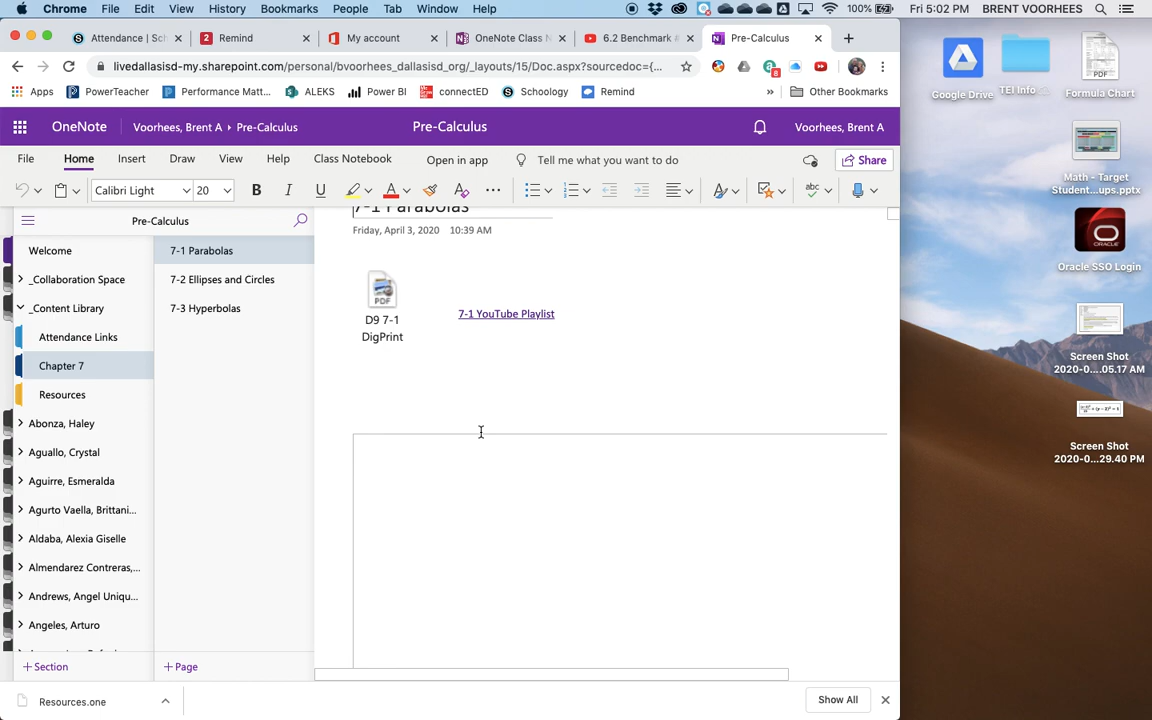 Chrome File Edit View History Bookmarks People Tab Window Help 100% Fri 5:02 PM BRENT VOORHEES
Attendance | Sch Remind My account OneNote Class N 6.2 Benchmark # Pre-Calculus
livedallasisd-my.sharepoint.com/personal/bvoorhees_dallasisd_org/_layouts/15/Doc.aspx?sourcedoc={...
Apps PowerTeacher Performance Matt... ALEKS Power BI connectED Schoology Remind » Other Bookmarks
OneNote Voorhees, Brent A Pre-Calculus Pre-Calculus Voorhees, Brent A
File Home Insert Draw View Help Class Notebook Open in app Tell me what you want to do Share
Calibri Light 20 B I U A abc
Pre-Calculus
Welcome
_Collaboration Space
_Content Library
Attendance Links
Chapter 7
Resources
Abonza, Haley
Aguallo, Crystal
Aguirre, Esmeralda
Agurto Vaella, Brittani...
Aldaba, Alexia Giselle
Almendarez Contreras,...
Andrews, Angel Uniqu...
Angeles, Arturo
+ Section
7-1 Parabolas
7-2 Ellipses and Circles
7-3 Hyperbolas
+ Page
7-1 Parabolas
Friday, April 3, 2020 10:39 AM
PDF
D9 7-1
DigPrint
7-1 YouTube Playlist
Resources.one
Show All
Google Drive
TEI Info
PDF
Formula Chart
Math - Target
Student...ups.pptx
ORACLE
Oracle SSO Login
Screen Shot
2020-0....05.17 AM
Screen Shot
2020-0...29.40 PM